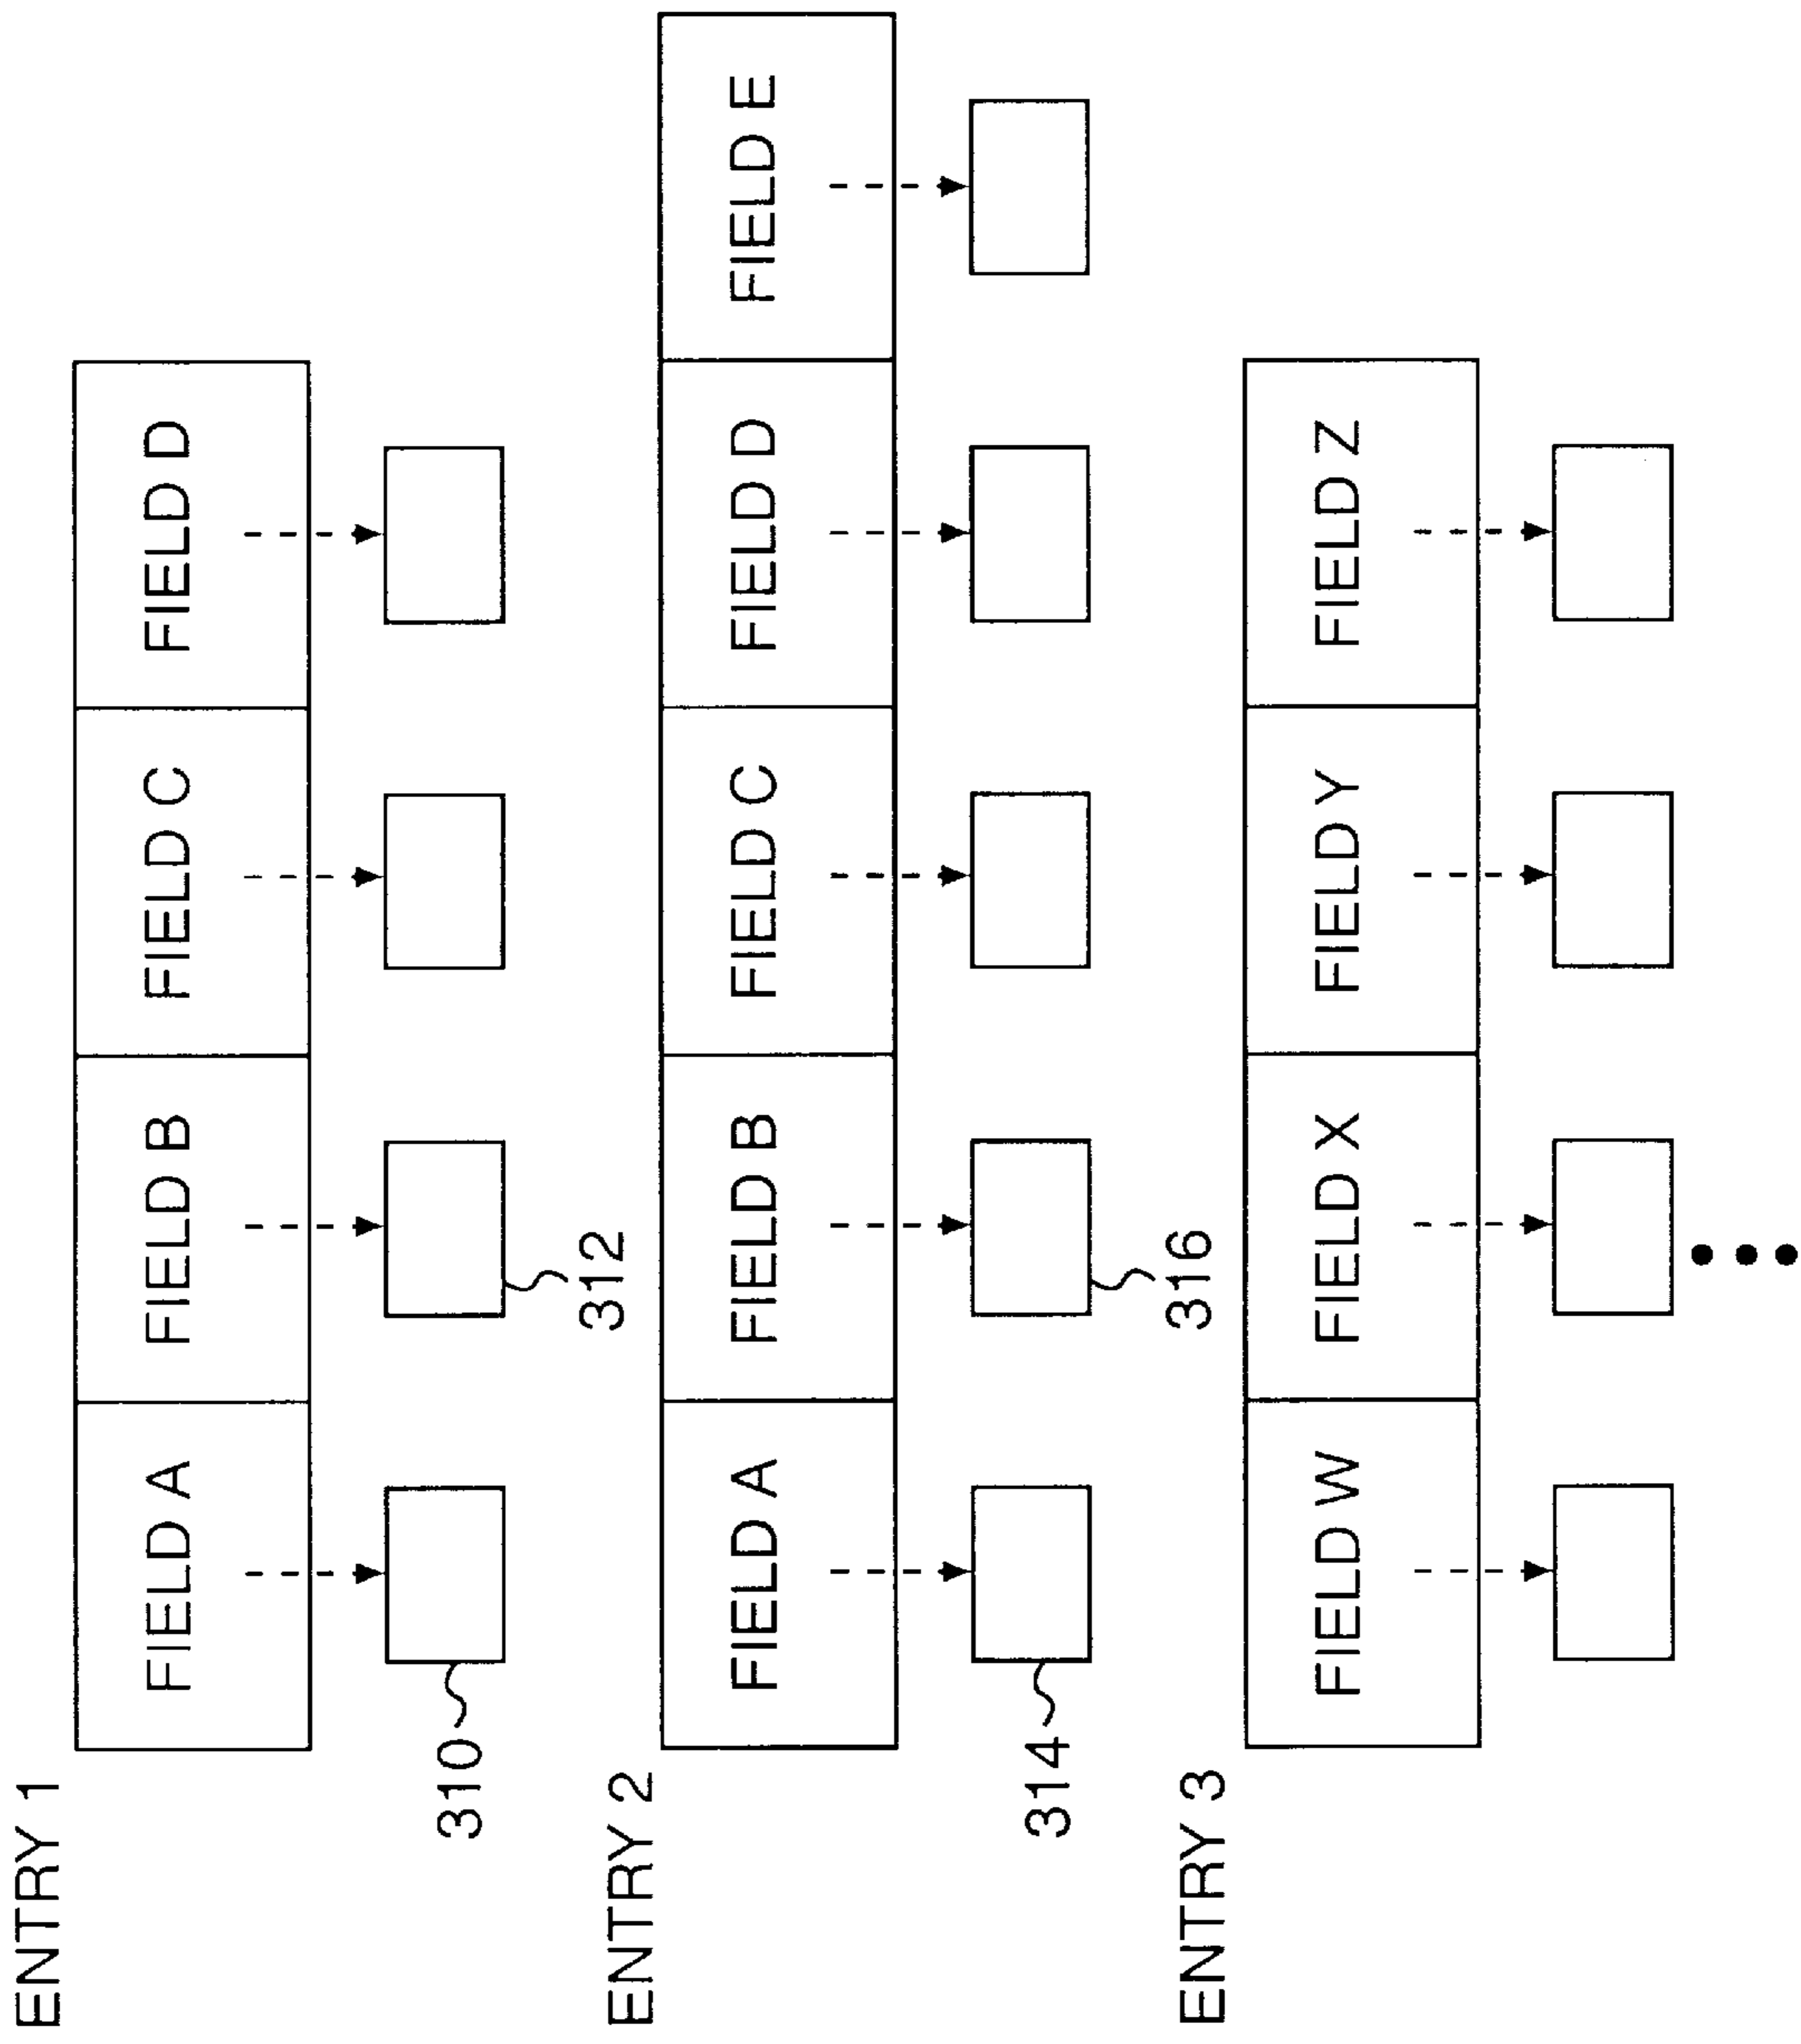 ENTRY 1
FIELD A FIELD B FIELD C FIELD D
310
312
ENTRY 2
FIELD A FIELD B FIELD C FIELD D FIELD E
314
316
ENTRY 3
FIELD W FIELD X FIELD Y FIELD Z